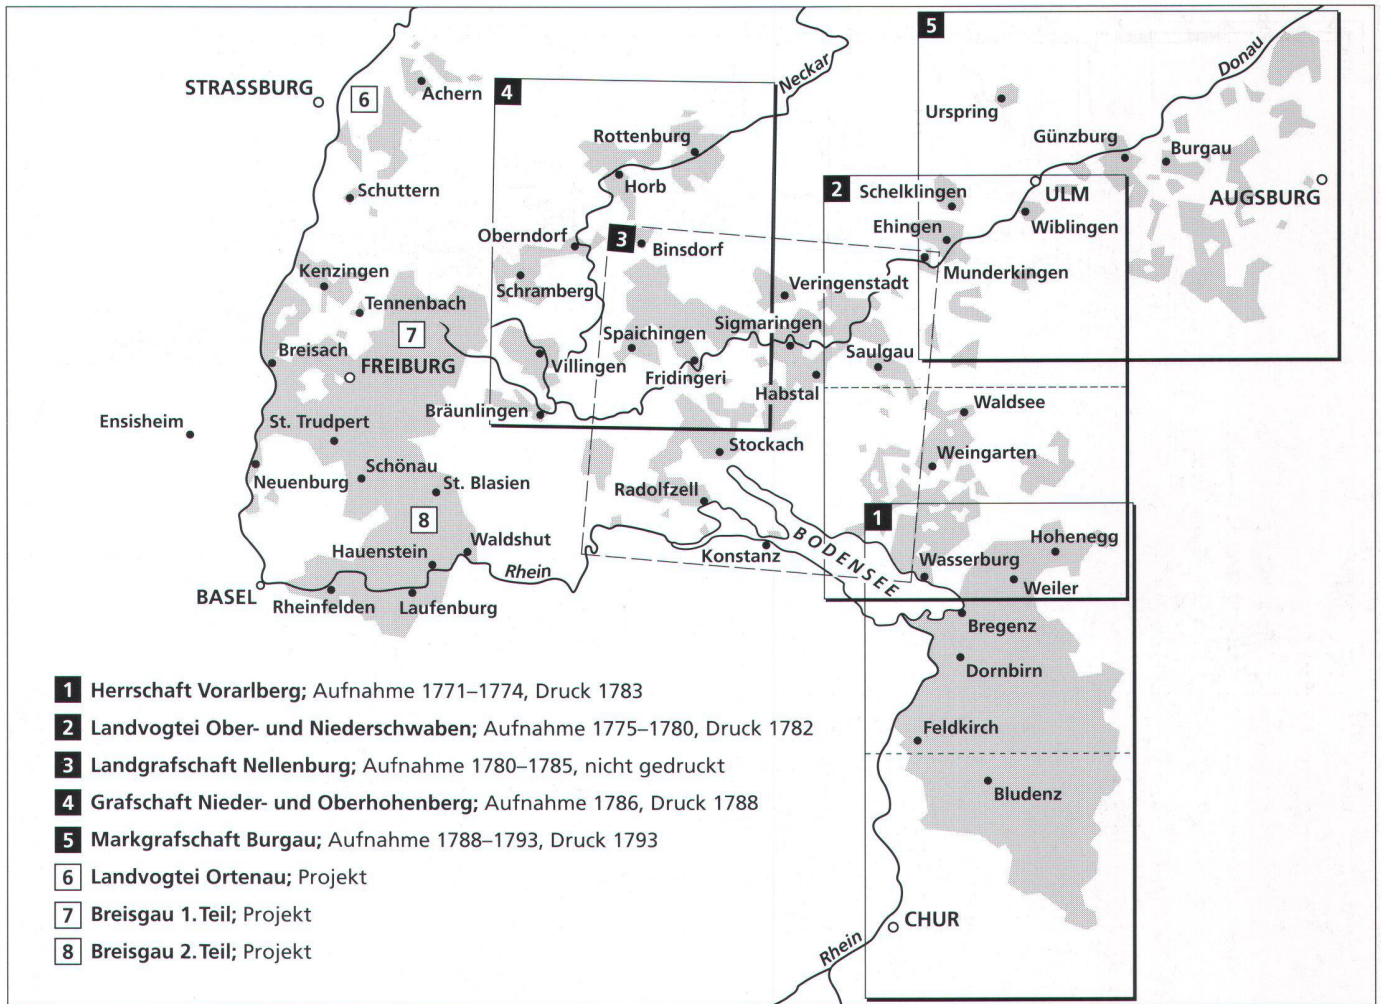 5
Donau
Neckar
STRASSBURG
6
Achern
4
Urspring
Günzburg
Burgau
Rottenburg
Horb
Schuttern
2
Schelklingen
ULM
AUGSBURG
Ehingen
Wiblingen
Oberndorf
3
Binsdorf
Munderkingen
Kenzingen
Schramberg
Veringenstadt
Tennenbach
7
Spaichingen
Sigmaringen
Breisach
FREIBURG
Villingen
Fridingeri
Saulgau
Habstal
Bräunlingen
Waldsee
Ensisheim
St. Trudpert
Stockach
Weingarten
Schönau
Neuenburg
St. Blasien
Radolfzell
8
1
Waldshut
Hohenegg
Hauenstein
Konstanz
BODENSEE
Wasserburg
Rhein
Weiler
BASEL
Rheinfelden
Laufenburg
Bregenz
Dornbirn
Feldkirch
Bludenz
CHUR
Rhein
1 Herrschaft Vorarlberg; Aufnahme 1771–1774, Druck 1783
2 Landvogtei Ober- und Niederschwaben; Aufnahme 1775–1780, Druck 1782
3 Landgrafschaft Nellenburg; Aufnahme 1780–1785, nicht gedruckt
4 Grafschaft Nieder- und Oberhohenberg; Aufnahme 1786, Druck 1788
5 Markgrafschaft Burgau; Aufnahme 1788–1793, Druck 1793
6 Landvogtei Ortenau; Projekt
7 Breisgau 1. Teil; Projekt
8 Breisgau 2. Teil; Projekt